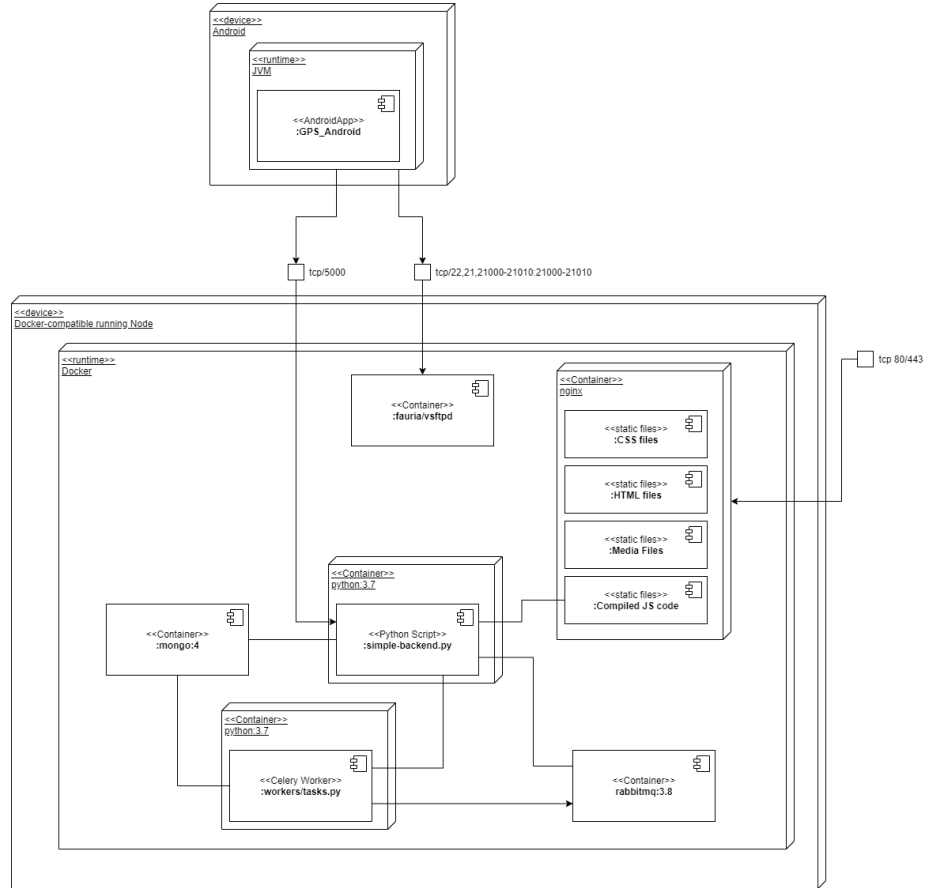 <<device>>
Android
<<runtime>>
JVM
<<AndroidApp>>
:GPS_Android
tcp/5000
tcp/22,21,21000-21010:21000-21010
<<device>>
Docker-compatible running Node
<<runtime>>
Docker
tcp 80/443
<<Container>>
:fauria/vsftpd
<<Container>>
nginx
<<static files>>
:CSS files
<<static files>>
:HTML files
<<static files>>
:Media Files
<<static files>>
:Compiled JS code
<<Container>>
python:3.7
<<Python Script>>
:simple-backend.py
<<Container>>
:mongo:4
<<Container>>
python:3.7
<<Celery Worker>>
:workers/tasks.py
<<Container>>
rabbitmq:3.8